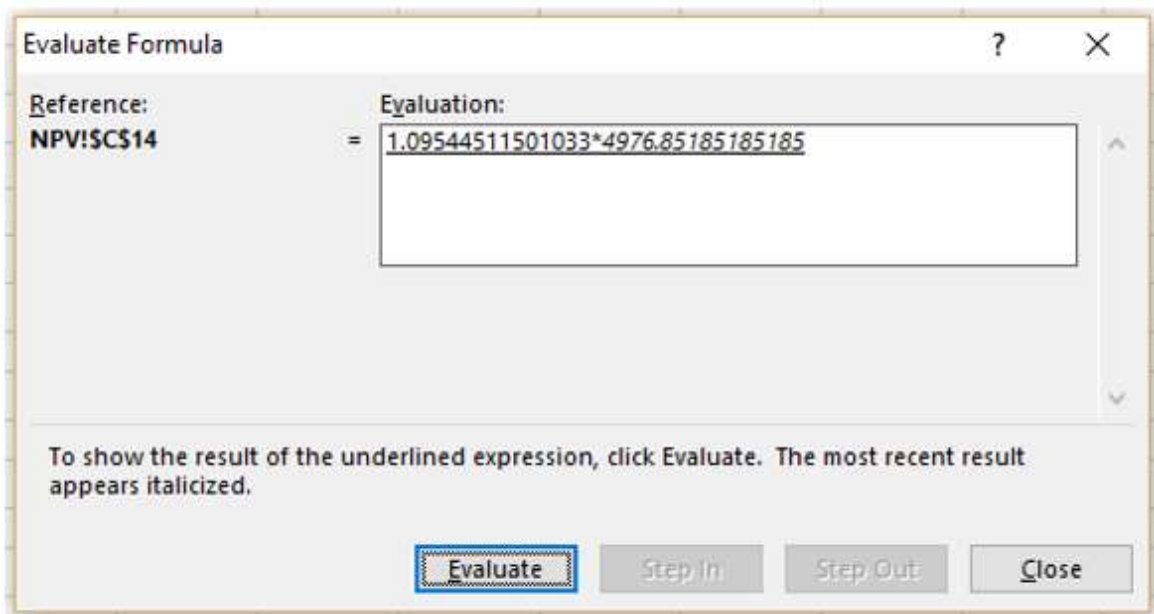 Evaluate Formula ? ×
Reference: Evaluation:
NPV!$C$14 = 1.09544511501033*4976.85185185185
To show the result of the underlined expression, click Evaluate. The most recent result
appears italicized.
Evaluate Step In Step Out Close